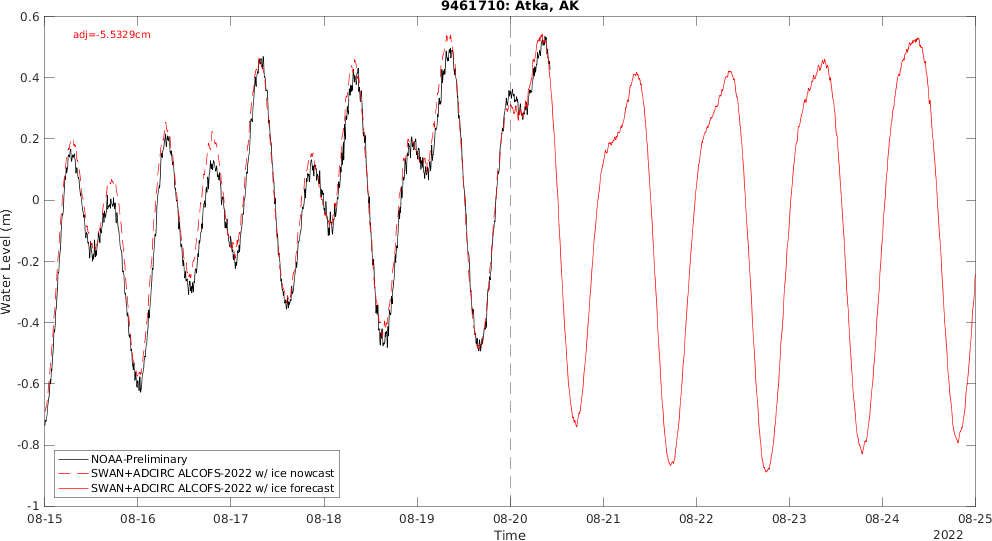 9461710: Atka, AK
adj=-5.5329cm
0.6
0.4
0.2
0
-0.2
-0.4
-0.6
-0.8
-1
Water Level (m)
NOAA-Preliminary
SWAN+ADCIRC ALCOFS-2022 w/ ice nowcast
SWAN+ADCIRC ALCOFS-2022 w/ ice forecast
08-15 08-16 08-17 08-18 08-19 08-20 08-21 08-22 08-23 08-24 08-25
Time
2022